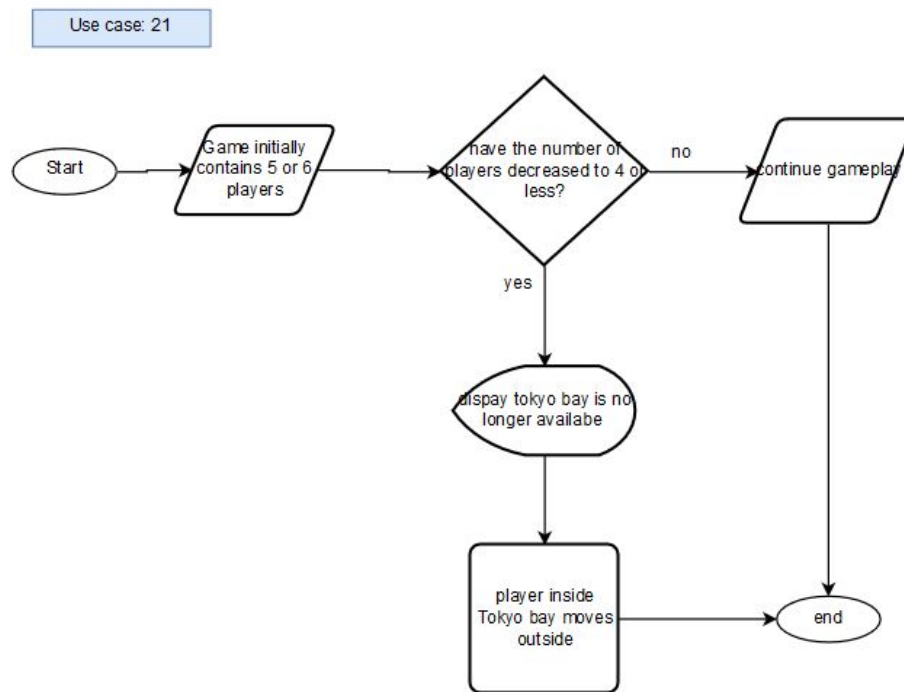 Use case: 21
Start
Game initially
contains 5 or 6
players
have the number of
players decreased to 4 or
less?
no
continue gameplay
yes
dispay tokyo bay is no
longer availabe
player inside
Tokyo bay moves
outside
end